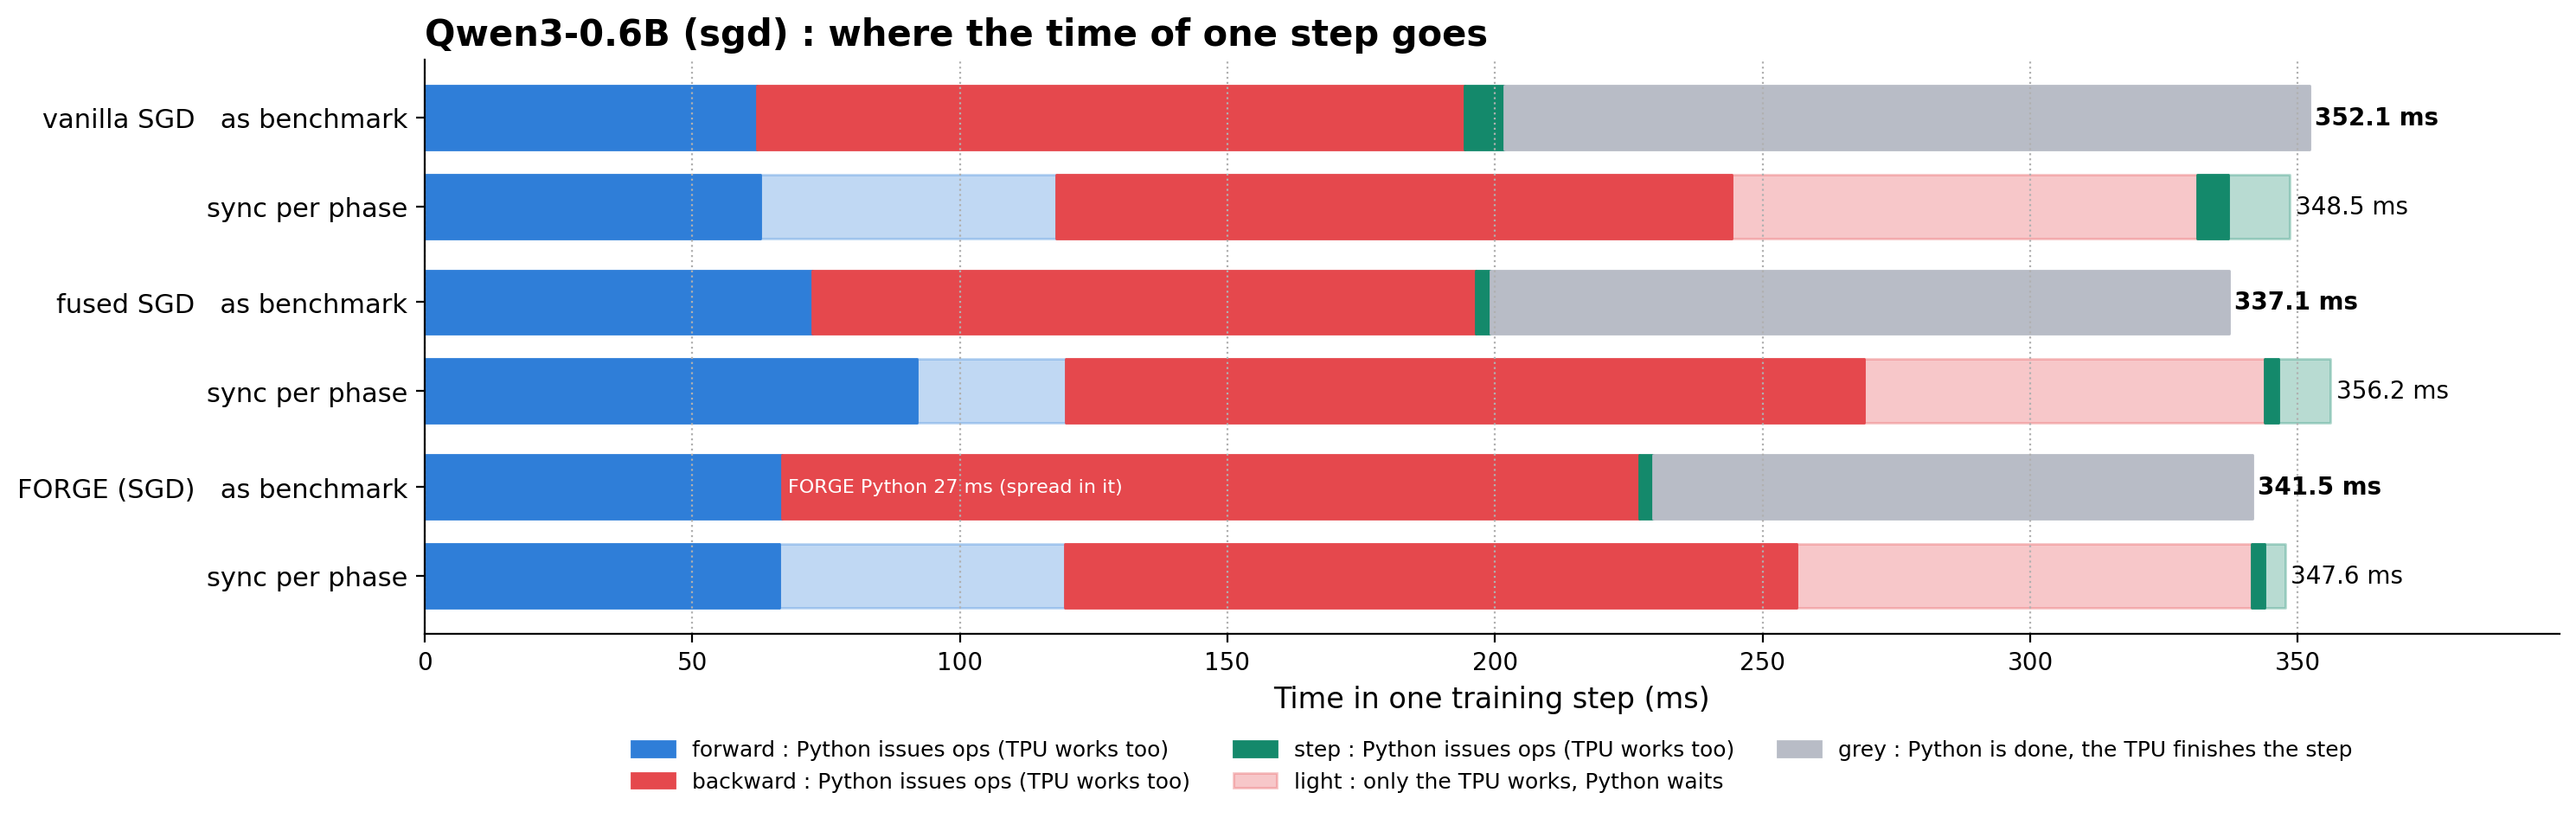 Qwen3-0.6B (sgd) : where the time of one step goes
vanilla SGD as benchmark
352.1 ms
sync per phase
348.5 ms
fused SGD as benchmark
337.1 ms
sync per phase
356.2 ms
FORGE (SGD) as benchmark
FORGE Python 27 ms (spread in it)
341.5 ms
sync per phase
347.6 ms
0 50 100 150 200 250 300 350
Time in one training step (ms)
forward : Python issues ops (TPU works too)
backward : Python issues ops (TPU works too)
step : Python issues ops (TPU works too)
light : only the TPU works, Python waits
grey : Python is done, the TPU finishes the step